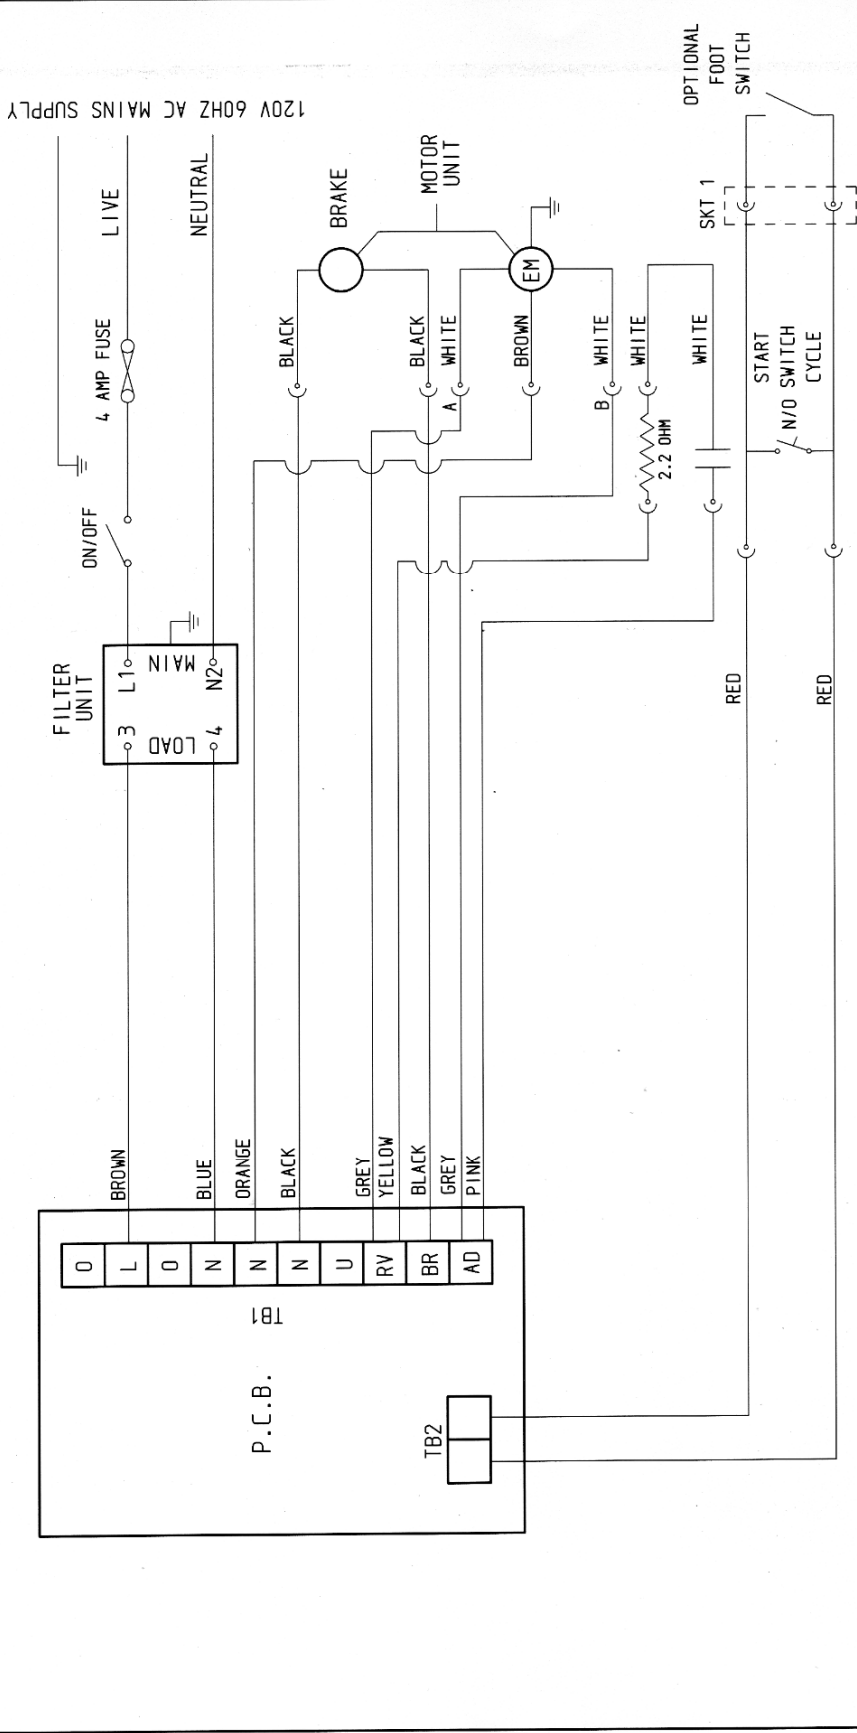 120V 60HZ AC MAINS SUPPLY
LIVE
NEUTRAL
4 AMP FUSE
ON/OFF
FILTER
UNIT
L1
MAIN
N2
3
LOAD
4
BRAKE
MOTOR
UNIT
EM
BLACK
BLACK
WHITE
BROWN
WHITE
WHITE
WHITE
A
B
2.2 OHM
OPTIONAL
FOOT
SWITCH
SKT 1
START
N/O SWITCH
CYCLE
RED
RED
BROWN
BLUE
ORANGE
BLACK
GREY
YELLOW
BLACK
GREY
PINK
O
L
O
N
N
N
U
RV
BR
AD
TB1
P.C.B.
TB2